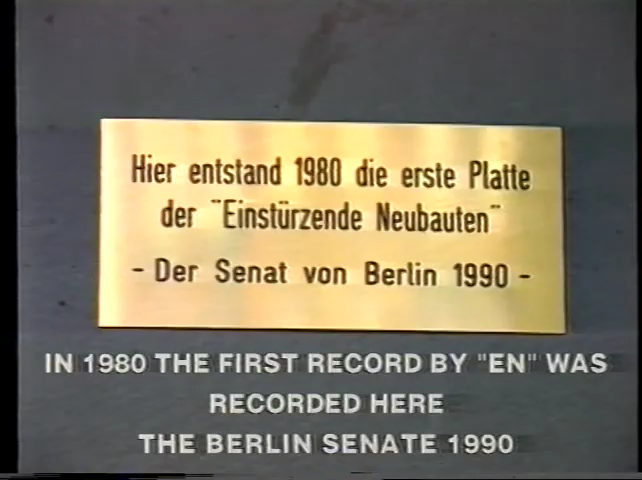 Hier entstand 1980 die erste Platte
der "Einstürzende Neubauten"
- Der Senat von Berlin 1990 -
IN 1980 THE FIRST RECORD BY "EN" WAS
RECORDED HERE
THE BERLIN SENATE 1990